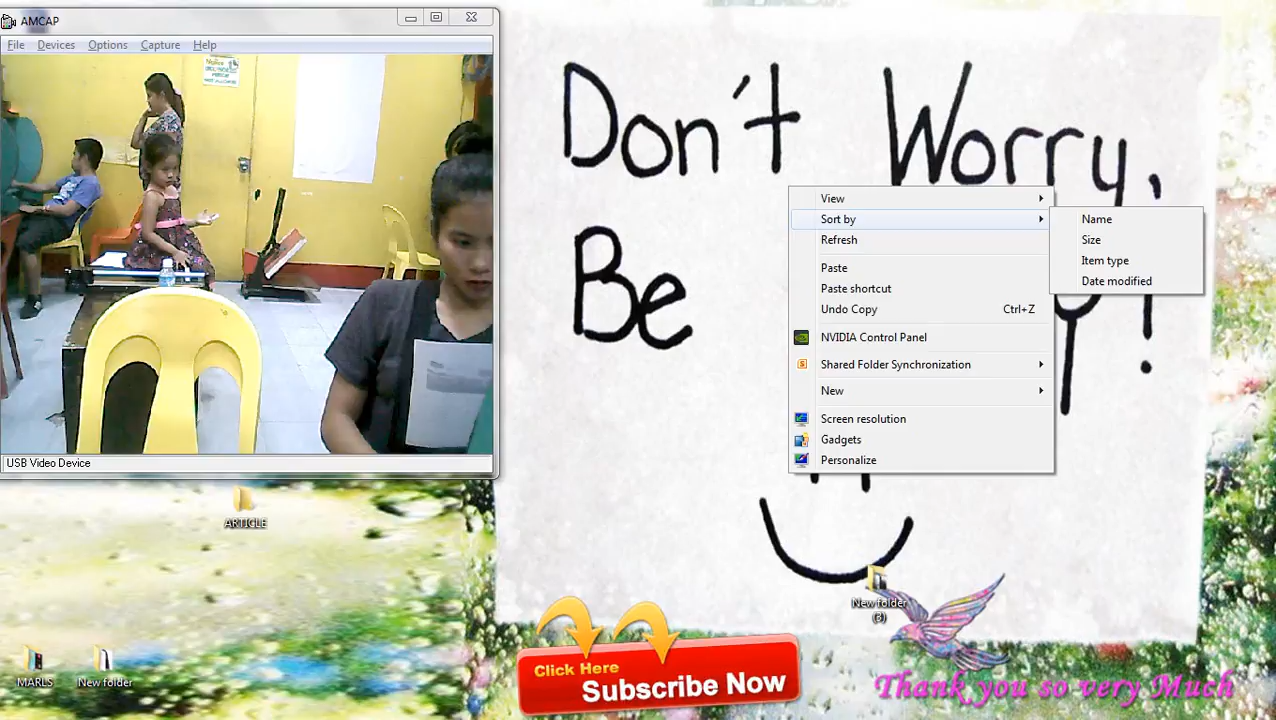 AMCAP
File Devices Options Capture Help
USB Video Device
Don't Worry,
Be
View
Sort by
Refresh
Paste
Paste shortcut
Undo Copy Ctrl+Z
NVIDIA Control Panel
Shared Folder Synchronization
New
Screen resolution
Gadgets
Personalize
Name
Size
Item type
Date modified
ARTICLE
New folder
(3)
MARLS
New folder
Click Here
Subscribe Now
Thank you so very Much